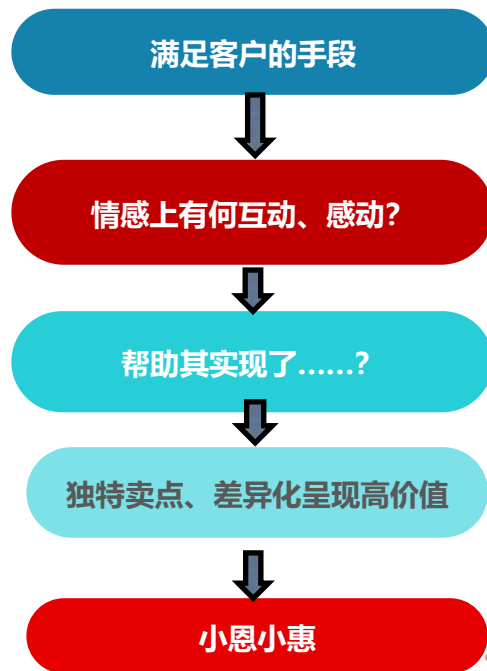 满足客户的手段
情感上有何互动、感动？
帮助其实现了……？
独特卖点、差异化呈现高价值
小恩小惠